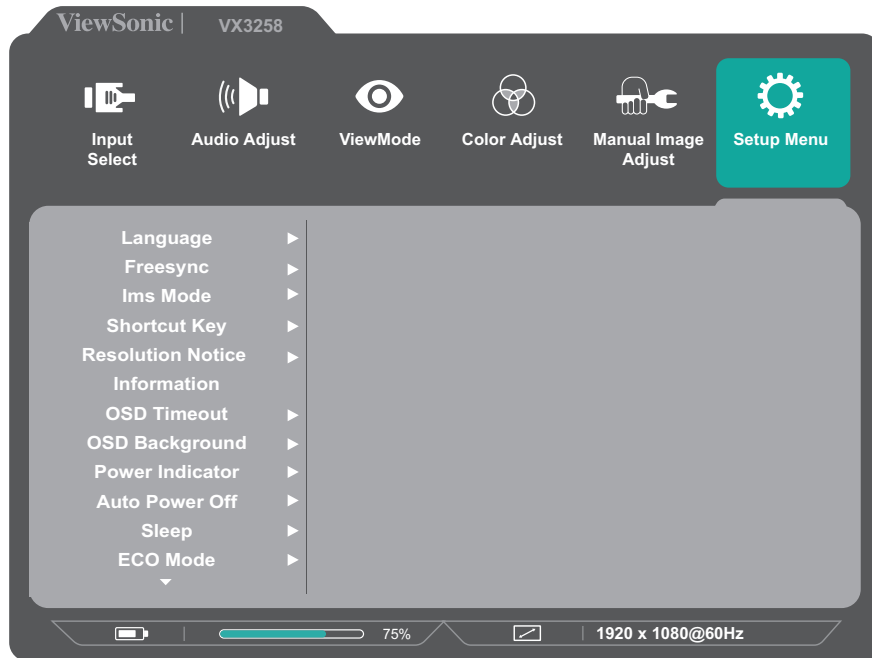 ViewSonic | VX3258
Input
Select
Audio Adjust
ViewMode
Color Adjust
Manual Image
Adjust
Setup Menu
Language
Freesync
Ims Mode
Shortcut Key
Resolution Notice
Information
OSD Timeout
OSD Background
Power Indicator
Auto Power Off
Sleep
ECO Mode
75%
1920 x 1080@60Hz